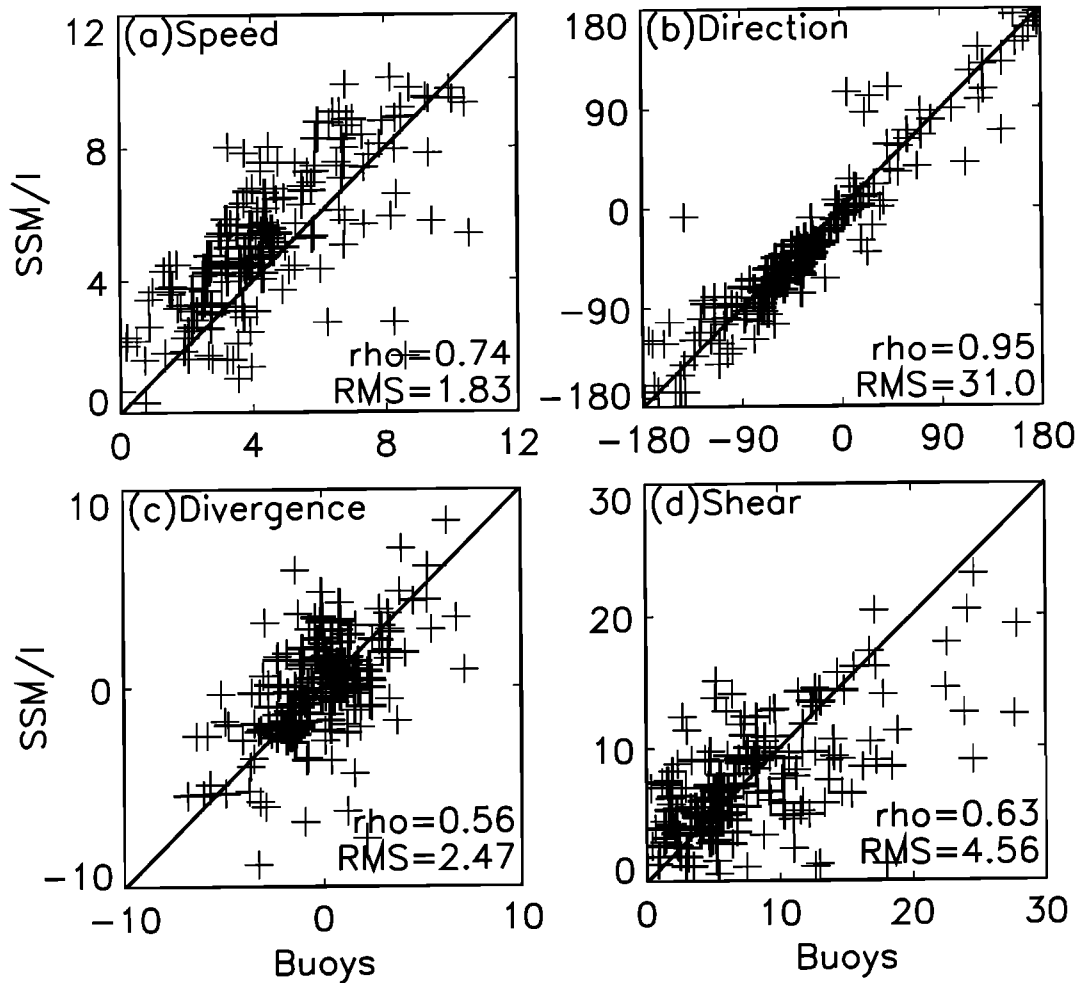 (a)Speed
12
8
4
0
SSM/I
rho=0.74
RMS=1.83
0 4 8 12
(b)Direction
180
90
0
-90
-180
rho=0.95
RMS=31.0
-180 -90 0 90 180
(c)Divergence
10
0
-10
SSM/I
rho=0.56
RMS=2.47
-10 0 10
Buoys
(d)Shear
30
20
10
0
rho=0.63
RMS=4.56
0 10 20 30
Buoys